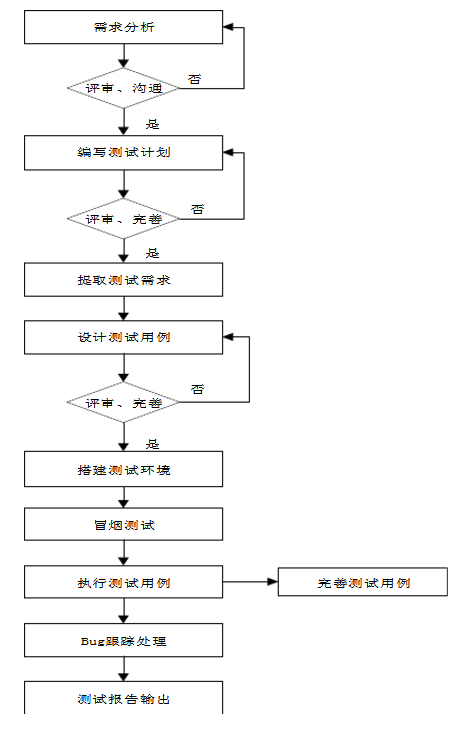 需求分析
评审、沟通
否
是
编写测试计划
评审、完善
否
是
提取测试需求
设计测试用例
评审、完善
否
是
搭建测试环境
冒烟测试
执行测试用例
完善测试用例
Bug跟踪处理
测试报告输出